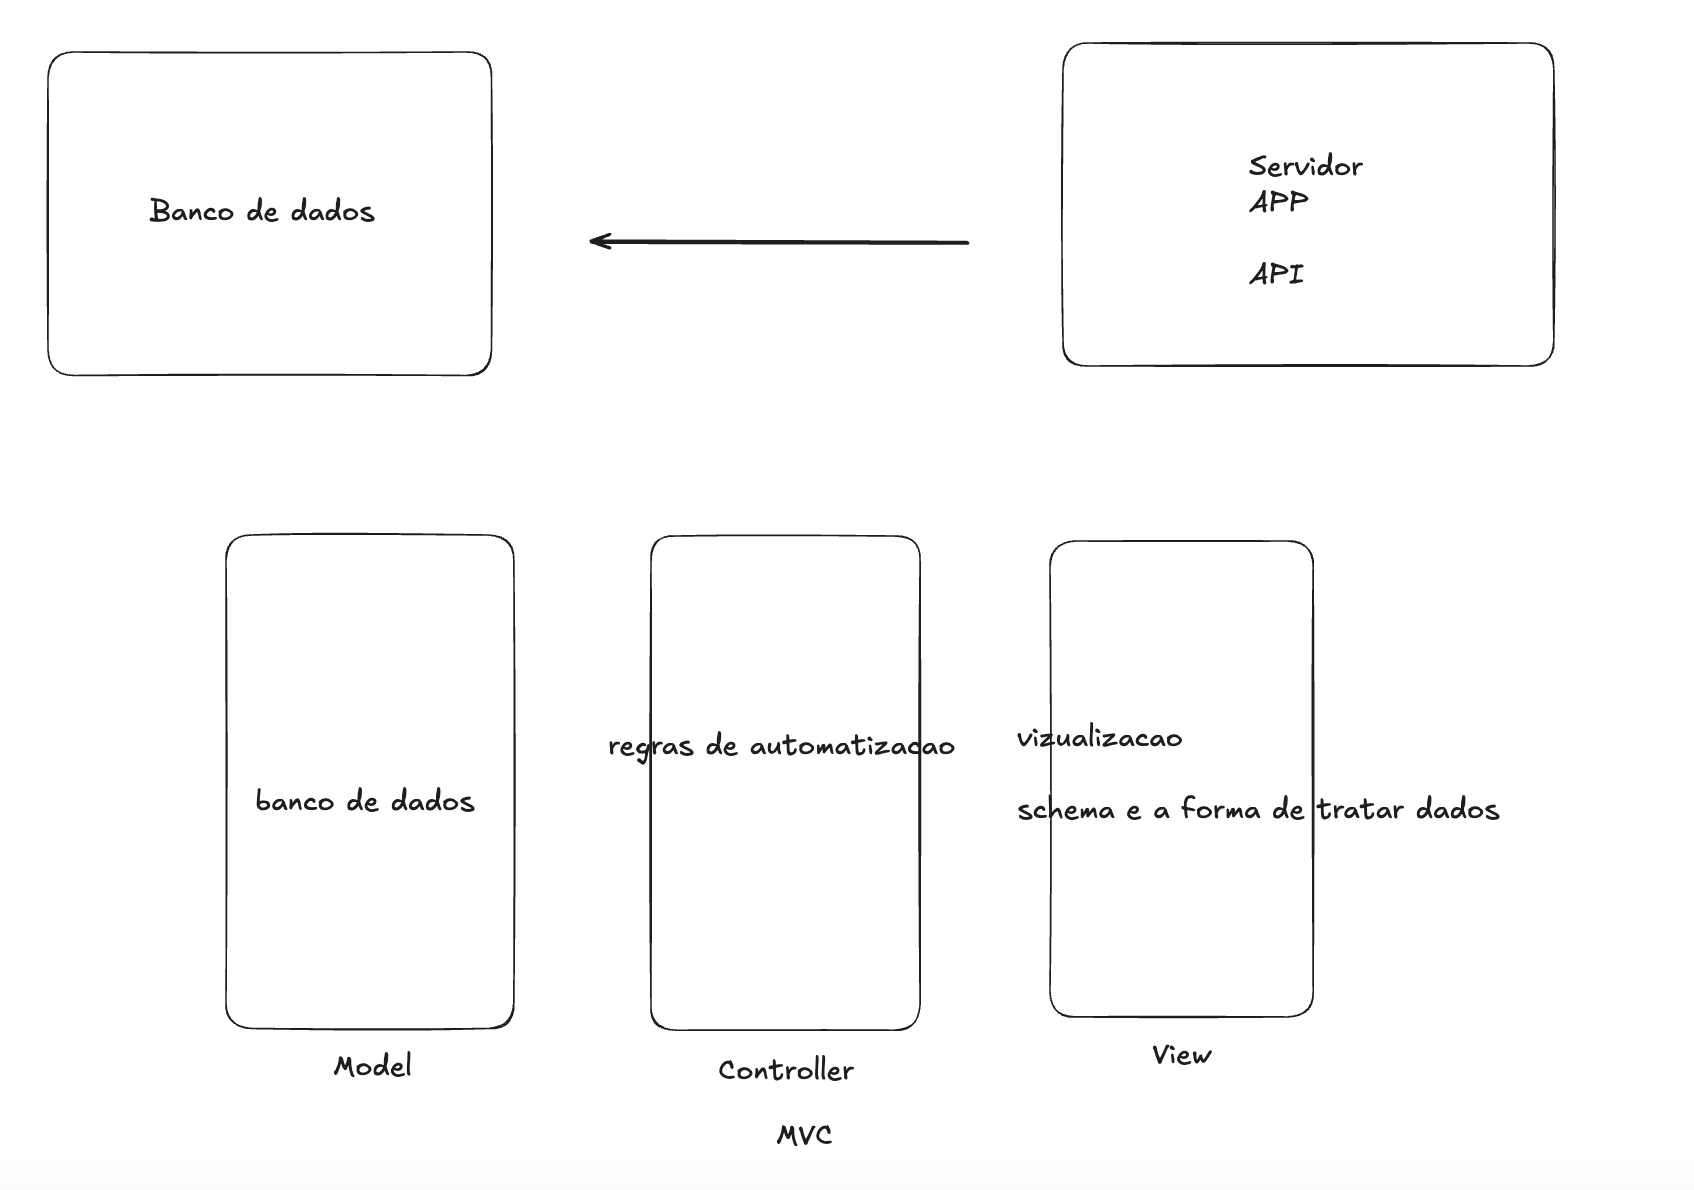 Banco de dados
Servidor
APP
API
banco de dados
regras de automatizacao
vizualizacao
schema e a forma de tratar dados
Model
Controller
View
MVC